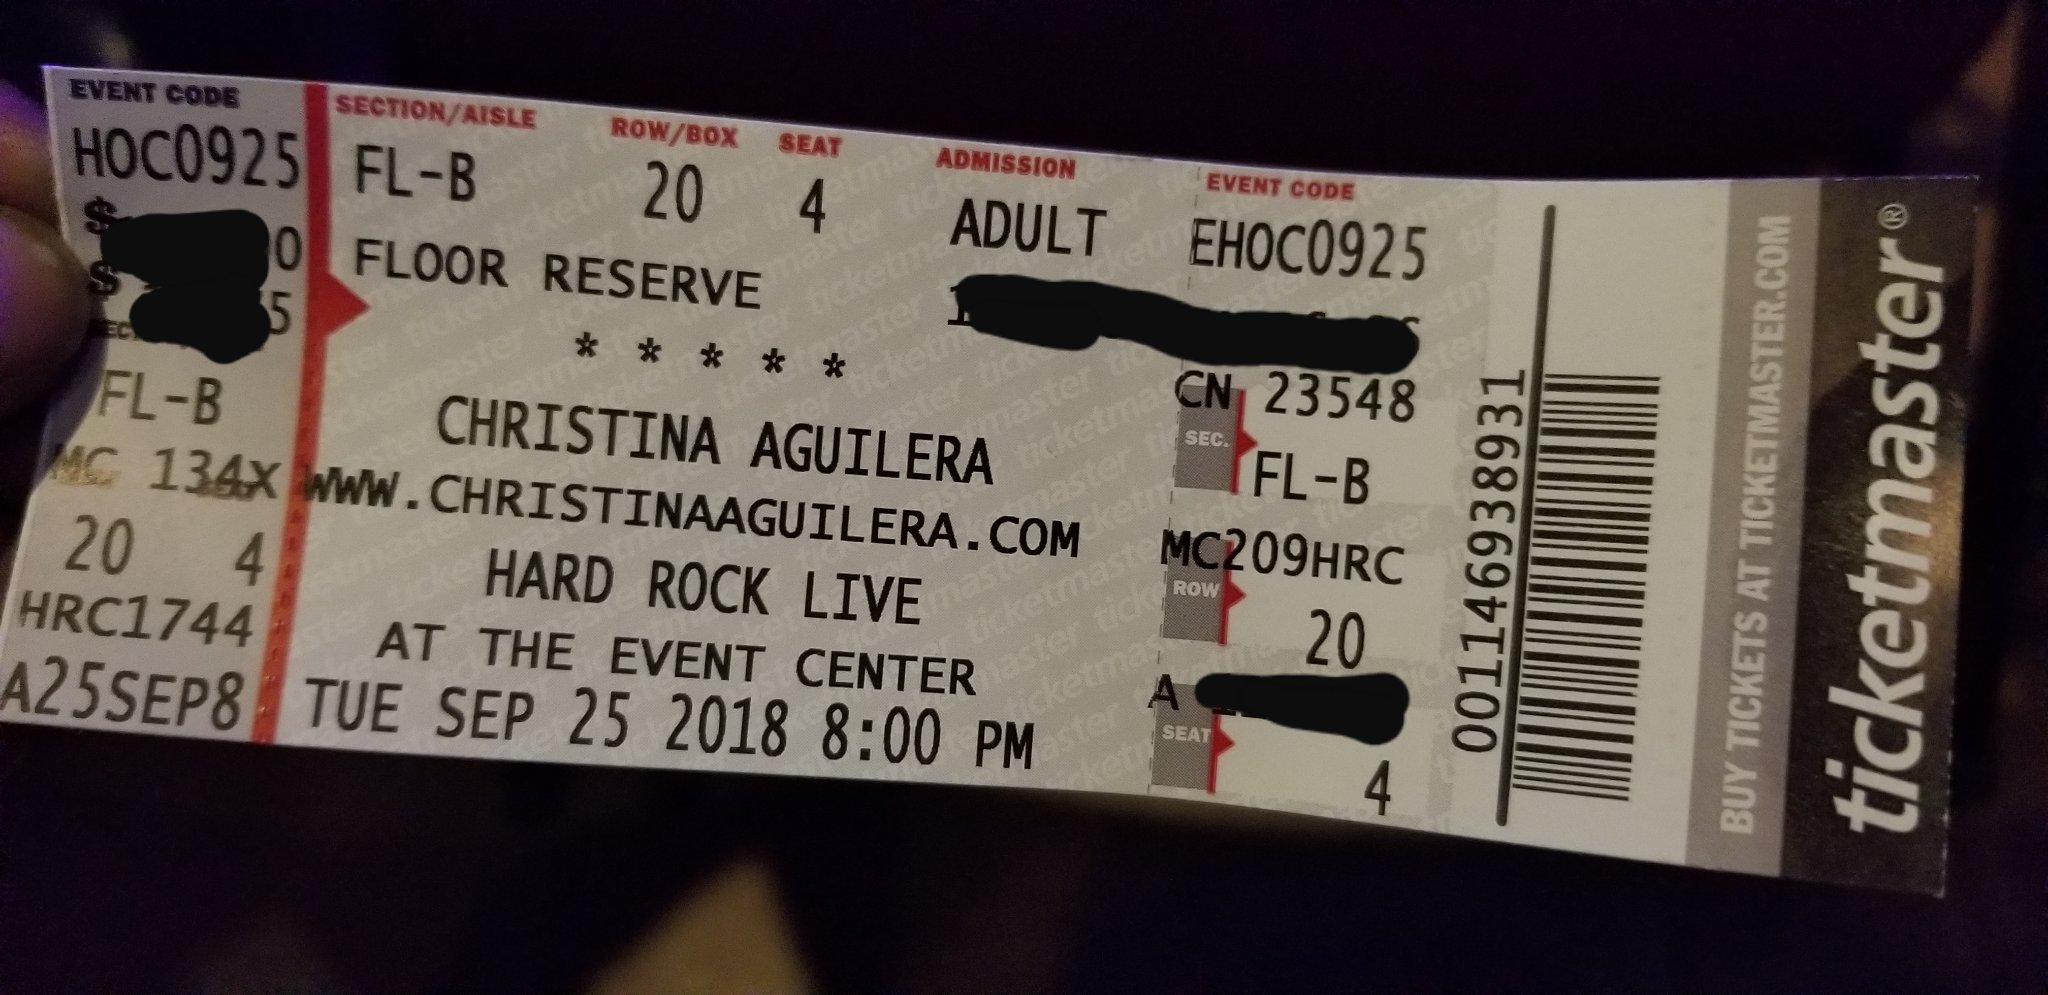 EVENT CODE
HOC0925
$ 0
$ 5
FL-B
MC 134X
20 4
HRC1744
A25SEP8
SECTION/AISLE ROW/BOX SEAT ADMISSION
FL-B 20 4 ADULT
FLOOR RESERVE
* * * * *
CHRISTINA AGUILERA
WWW.CHRISTINAAGUILERA.COM
HARD ROCK LIVE
AT THE EVENT CENTER
TUE SEP 25 2018 8:00 PM
EVENT CODE
EHOC0925
CN 23548
SEC.
FL-B
MC209HRC
ROW
20
A
SEAT
4
001146938931
BUY TICKETS AT TICKETMASTER.COM
ticketmaster®